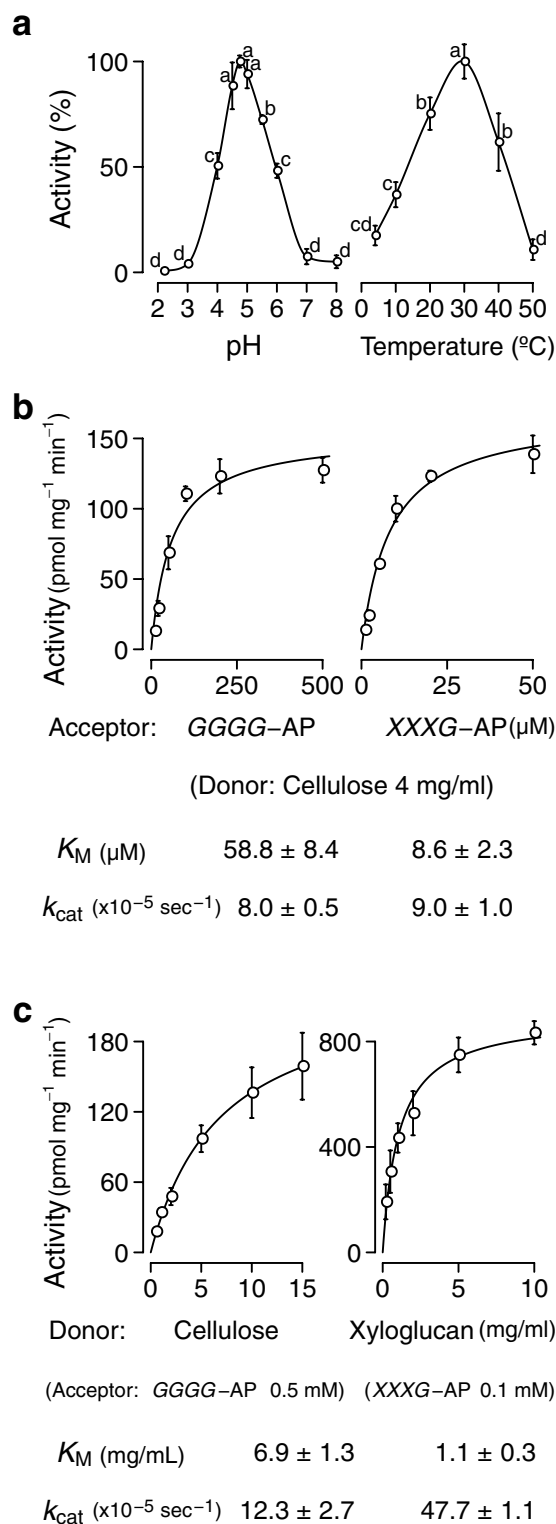 a
Activity (%)
100
50
0
d d c a a a b c d d
2 3 4 5 6 7 8
pH
cd c b a b d
0 10 20 30 40 50
Temperature (ºC)
b
Activity (pmol mg⁻¹ min⁻¹)
150
100
50
0
0 250 500
0 25 50
Acceptor: GGGG–AP XXXG–AP (µM)
(Donor: Cellulose 4 mg/ml)
KM (µM) 58.8 ± 8.4 8.6 ± 2.3
kcat (x10⁻⁵ sec⁻¹) 8.0 ± 0.5 9.0 ± 1.0
c
Activity (pmol mg⁻¹ min⁻¹)
180
120
60
0
0 5 10 15
800
400
0
0 5 10
Donor: Cellulose Xyloglucan (mg/ml)
(Acceptor: GGGG–AP 0.5 mM) (XXXG–AP 0.1 mM)
KM (mg/mL) 6.9 ± 1.3 1.1 ± 0.3
kcat (x10⁻⁵ sec⁻¹) 12.3 ± 2.7 47.7 ± 1.1